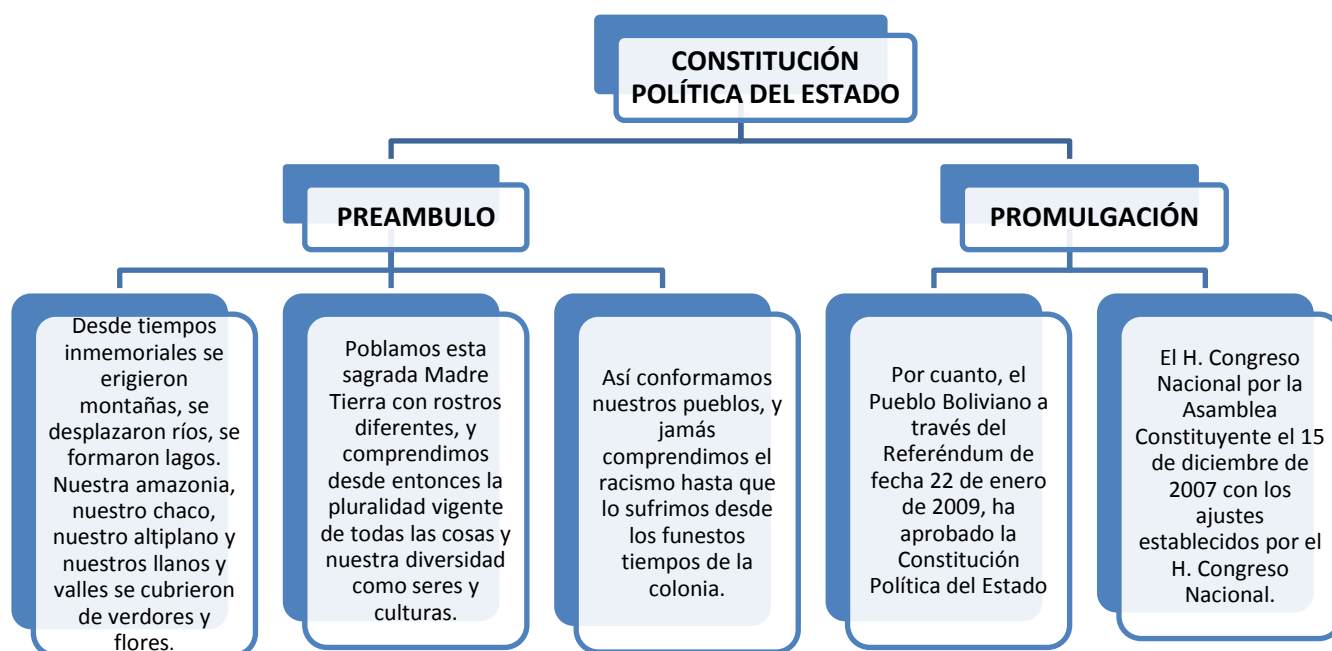 CONSTITUCIÓN
POLÍTICA DEL ESTADO
PREAMBULO
PROMULGACIÓN
Desde tiempos
inmemoriales se
erigieron
montañas, se
desplazaron ríos, se
formaron lagos.
Nuestra amazonia,
nuestro chaco,
nuestro altiplano y
nuestros llanos y
valles se cubrieron
de verdores y
flores.
Poblamos esta
sagrada Madre
Tierra con rostros
diferentes, y
comprendimos
desde entonces la
pluralidad vigente
de todas las cosas y
nuestra diversidad
como seres y
culturas.
Así conformamos
nuestros pueblos, y
jamás
comprendimos el
racismo hasta que
lo sufrimos desde
los funestos
tiempos de la
colonia.
Por cuanto, el
Pueblo Boliviano a
través del
Referéndum de
fecha 22 de enero
de 2009, ha
aprobado la
Constitución
Política del Estado
El H. Congreso
Nacional por la
Asamblea
Constituyente el 15
de diciembre de
2007 con los
ajustes
establecidos por el
H. Congreso
Nacional.